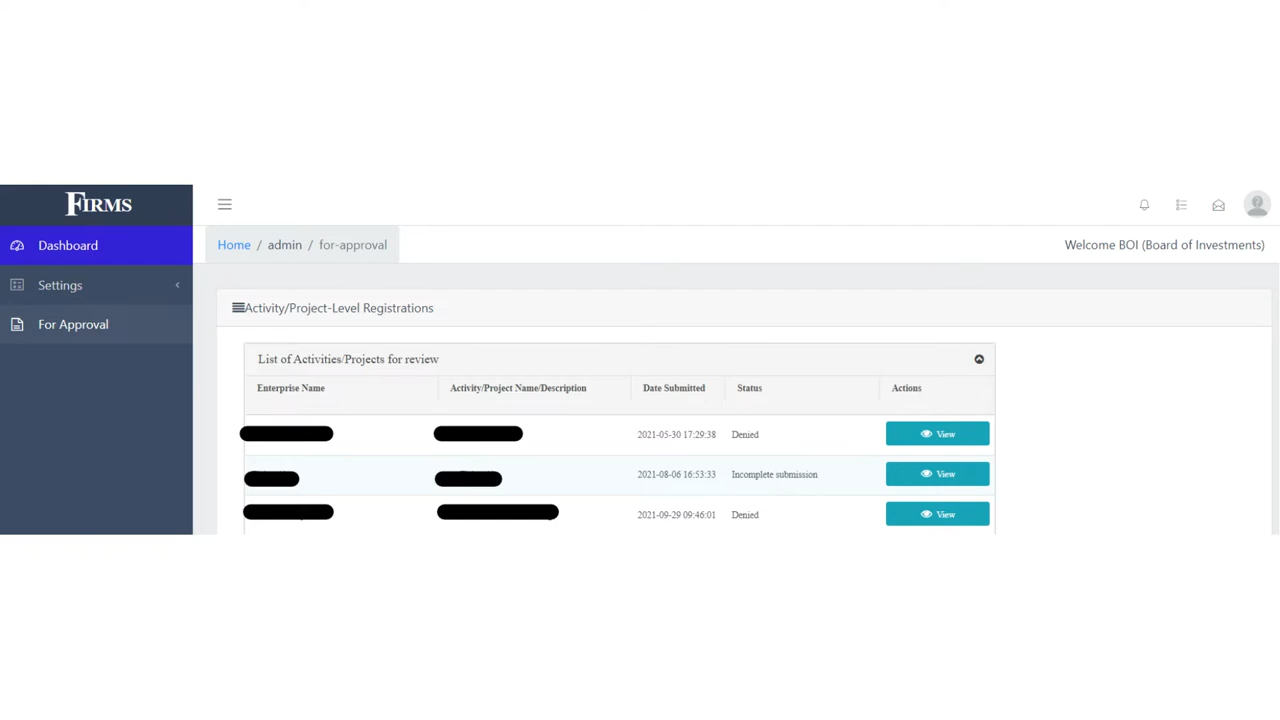 FIRMS
Dashboard
Home / admin / for-approval
Welcome BOI (Board of Investments)
Settings
For Approval
Activity/Project-Level Registrations
List of Activities/Projects for review
Enterprise Name Activity/Project Name/Description Date Submitted Status Actions
2021-05-30 17:29:38 Denied View
2021-08-06 16:53:33 Incomplete submission View
2021-09-29 09:46:01 Denied View